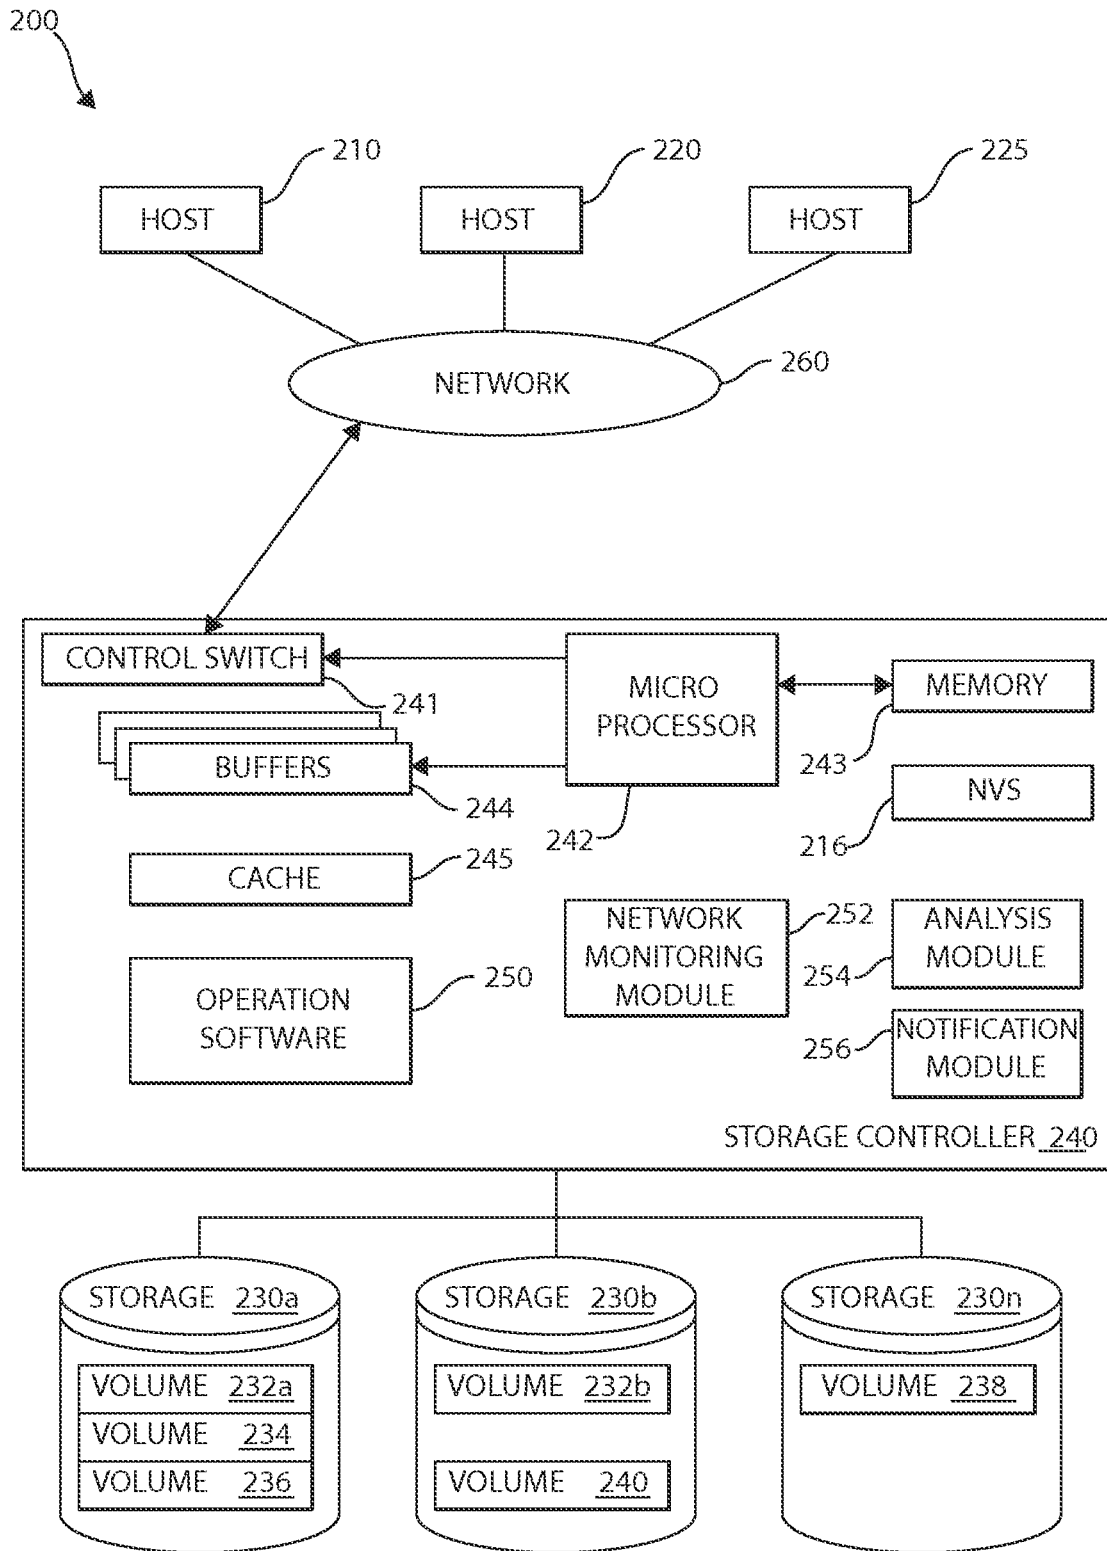 200
210
220
225
HOST
HOST
HOST
NETWORK
260
CONTROL SWITCH
241
MICRO
PROCESSOR
242
MEMORY
243
BUFFERS
244
NVS
216
CACHE
245
NETWORK
MONITORING
MODULE
252
ANALYSIS
MODULE
254
OPERATION
SOFTWARE
250
NOTIFICATION
MODULE
256
STORAGE CONTROLLER 240
STORAGE 230a
STORAGE 230b
STORAGE 230n
VOLUME 232a
VOLUME 232b
VOLUME 238
VOLUME 234
VOLUME 236
VOLUME 240